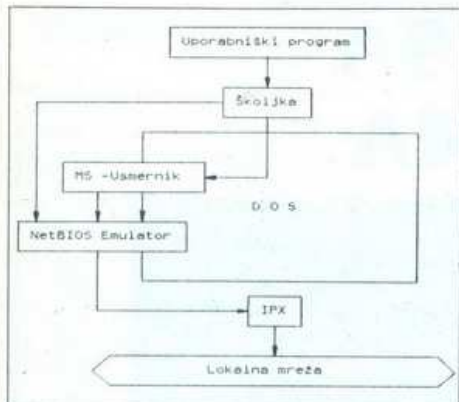 Uporabniški program
Školjka
MS -Usmernik
D O S
NetBIOS Emulator
IPX
Lokalna mreža